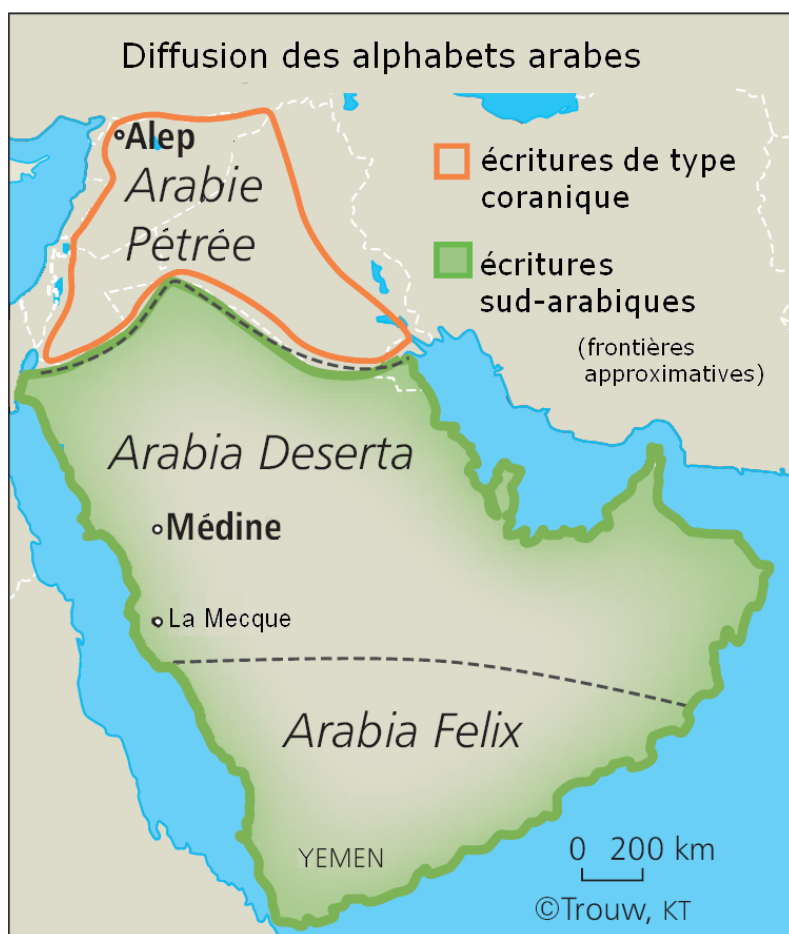 Diffusion des alphabets arabes
Alep
Arabie
Pétrée
écritures de type
coranique
écritures
sud-arabiques
(frontières
approximatives)
Arabia Deserta
Médine
La Mecque
Arabia Felix
YEMEN
0 200 km
©Trouw, KT